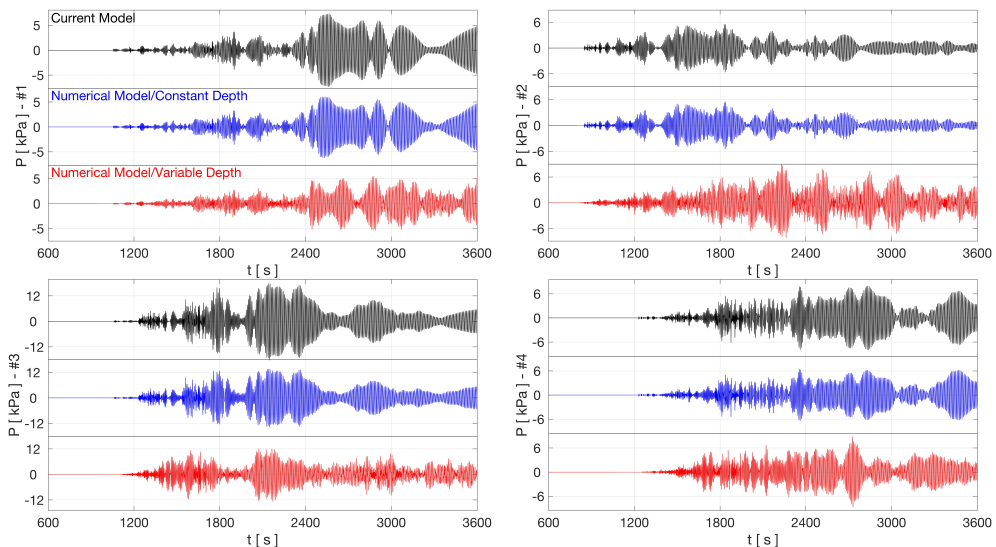 Current Model
5
0
-5
Numerical Model/Constant Depth
5
0
-5
Numerical Model/Variable Depth
5
0
-5
P [ kPa ] - #1
600 1200 1800 2400 3000 3600
t [ s ]
6
0
-6
6
0
-6
6
0
-6
P [ kPa ] - #2
600 1200 1800 2400 3000 3600
t [ s ]
12
0
-12
12
0
-12
12
0
-12
P [ kPa ] - #3
600 1200 1800 2400 3000 3600
t [ s ]
6
0
-6
6
0
-6
6
0
-6
P [ kPa ] - #4
600 1200 1800 2400 3000 3600
t [ s ]